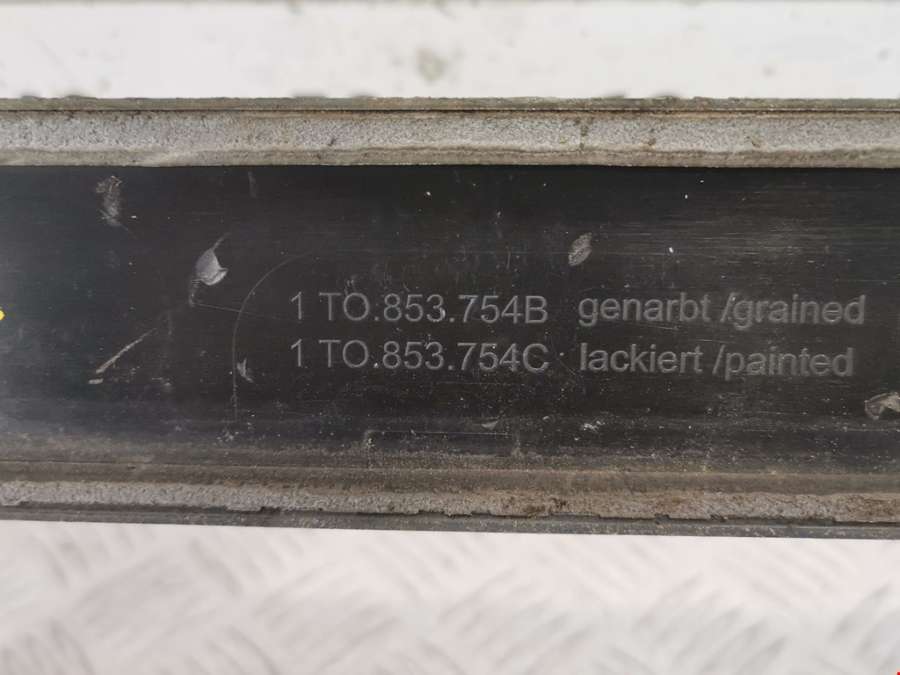 1 TO.853.754B genarbt /grained
1 TO.853.754C lackiert /painted